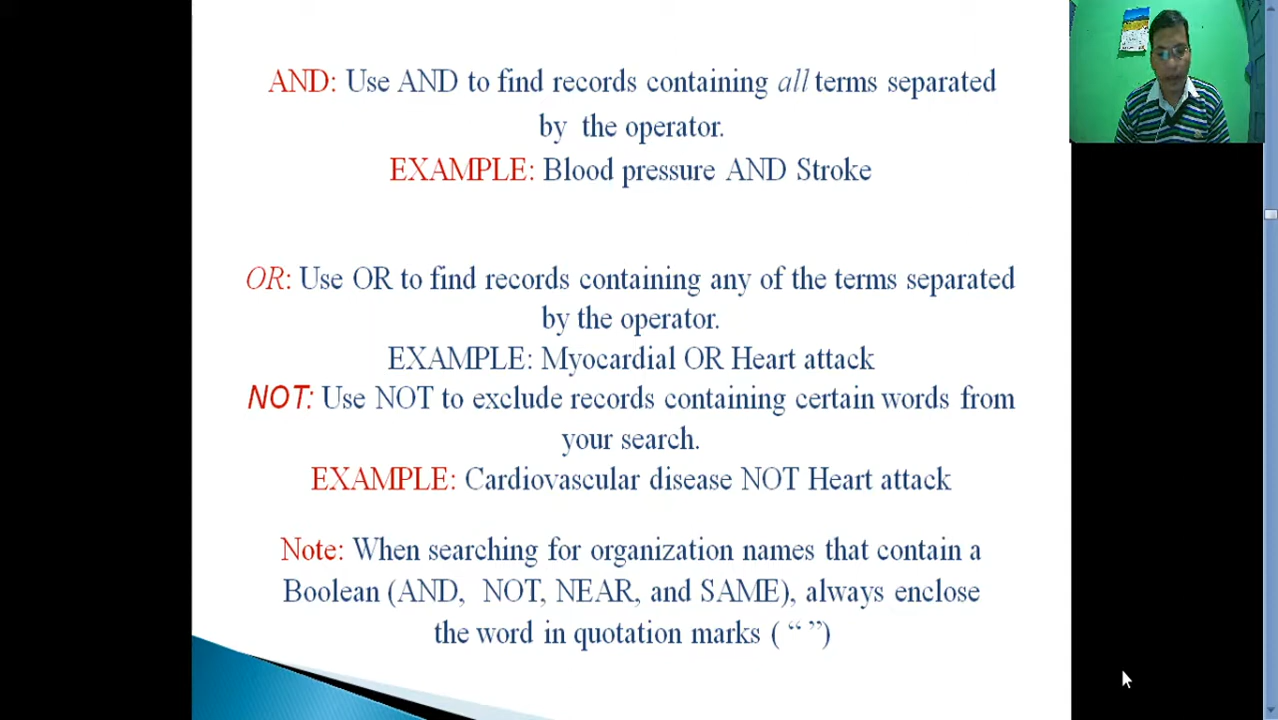 AND: Use AND to find records containing all terms separated
by the operator.
EXAMPLE: Blood pressure AND Stroke
OR: Use OR to find records containing any of the terms separated
by the operator.
EXAMPLE: Myocardial OR Heart attack
NOT: Use NOT to exclude records containing certain words from
your search.
EXAMPLE: Cardiovascular disease NOT Heart attack
Note: When searching for organization names that contain a
Boolean (AND, NOT, NEAR, and SAME), always enclose
the word in quotation marks ( “ ”)